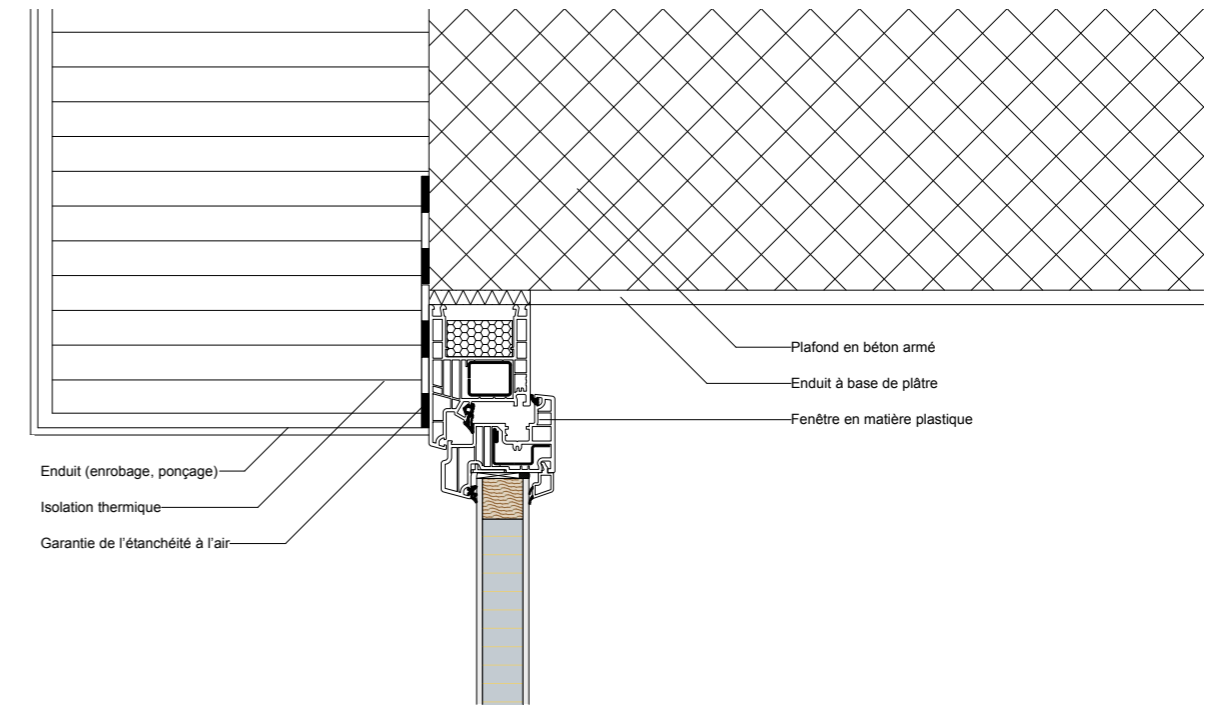 Plafond en béton armé
Enduit à base de plâtre
Fenêtre en matière plastique
Enduit (enrobage, ponçage)
Isolation thermique
Garantie de l'étanchéité à l'air